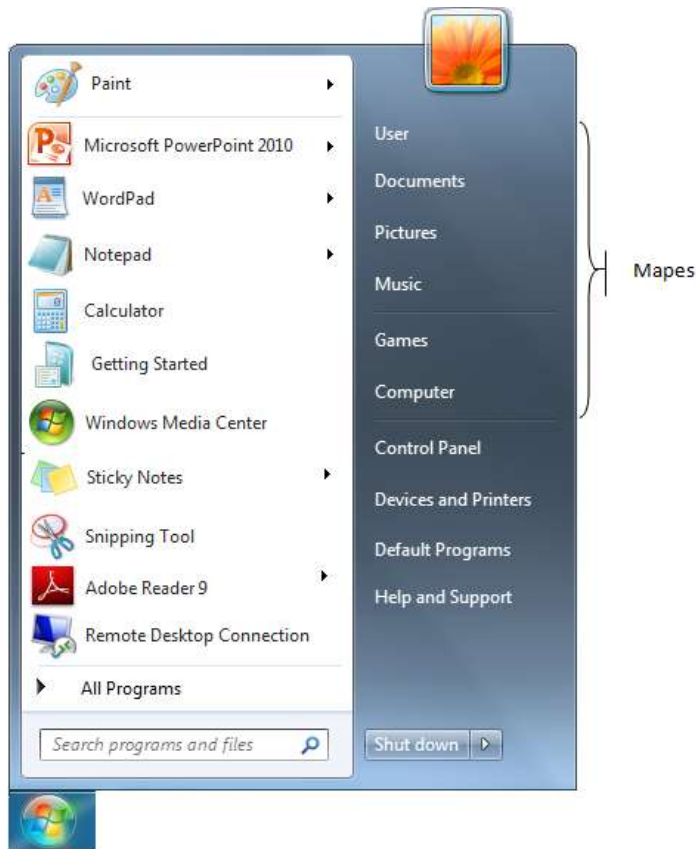 Paint
Microsoft PowerPoint 2010
WordPad
Notepad
Calculator
Getting Started
Windows Media Center
Sticky Notes
Snipping Tool
Adobe Reader 9
Remote Desktop Connection
All Programs
Search programs and files
User
Documents
Pictures
Music
Games
Computer
Control Panel
Devices and Printers
Default Programs
Help and Support
Shut down
Mapes